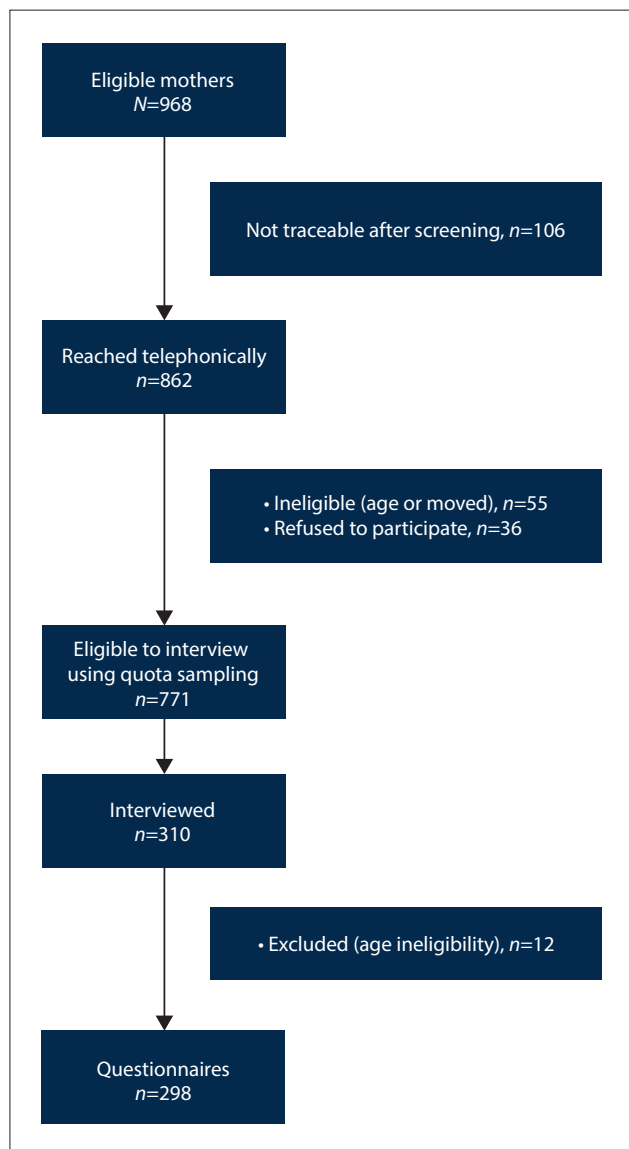 Eligible mothers
N=968
Not traceable after screening, n=106
Reached telephonically
n=862
• Ineligible (age or moved), n=55
• Refused to participate, n=36
Eligible to interview
using quota sampling
n=771
Interviewed
n=310
• Excluded (age ineligibility), n=12
Questionnaires
n=298